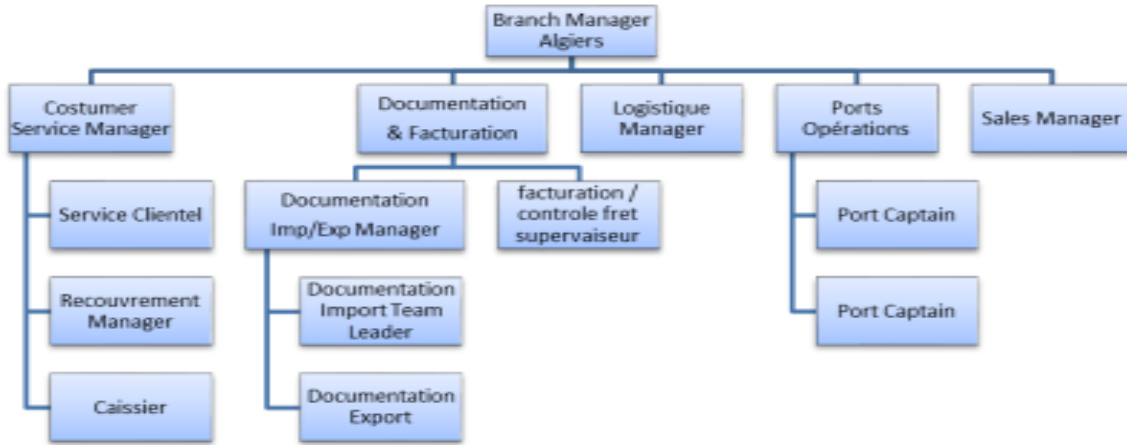 Branch Manager
Algiers
Costumer
Service Manager
Documentation
& Facturation
Logistique
Manager
Ports
Opérations
Sales Manager
Service Clientel
Recouvrement
Manager
Caissier
Documentation
Imp/Exp Manager
facturation /
controle fret
supervaiseur
Documentation
Import Team
Leader
Documentation
Export
Port Captain
Port Captain